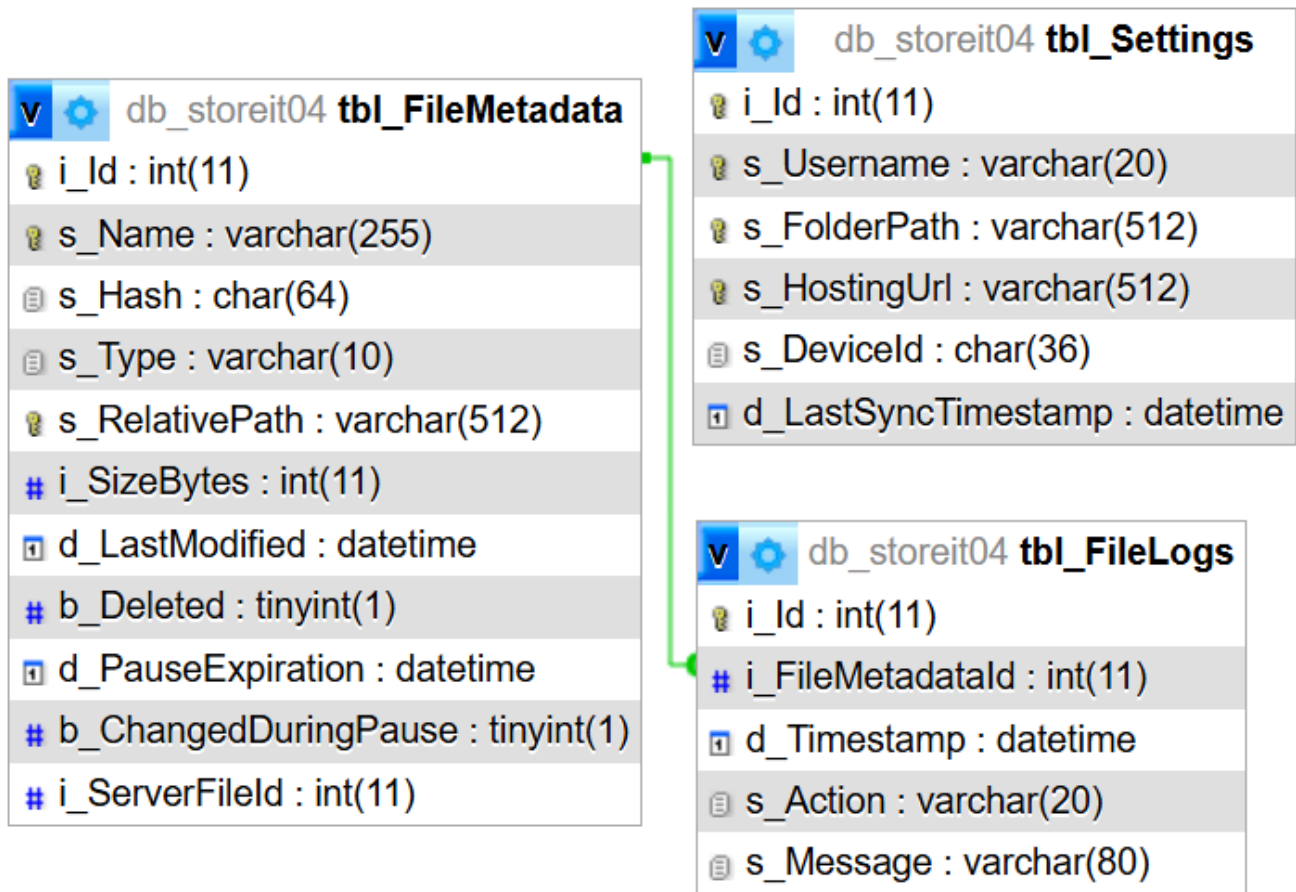 db_storeit04 tbl_FileMetadata
i_Id : int(11)
s_Name : varchar(255)
s_Hash : char(64)
s_Type : varchar(10)
s_RelativePath : varchar(512)
i_SizeBytes : int(11)
d_LastModified : datetime
b_Deleted : tinyint(1)
d_PauseExpiration : datetime
b_ChangedDuringPause : tinyint(1)
i_ServerFileId : int(11)
db_storeit04 tbl_Settings
i_Id : int(11)
s_Username : varchar(20)
s_FolderPath : varchar(512)
s_HostingUrl : varchar(512)
s_DeviceId : char(36)
d_LastSyncTimestamp : datetime
db_storeit04 tbl_FileLogs
i_Id : int(11)
i_FileMetadataId : int(11)
d_Timestamp : datetime
s_Action : varchar(20)
s_Message : varchar(80)